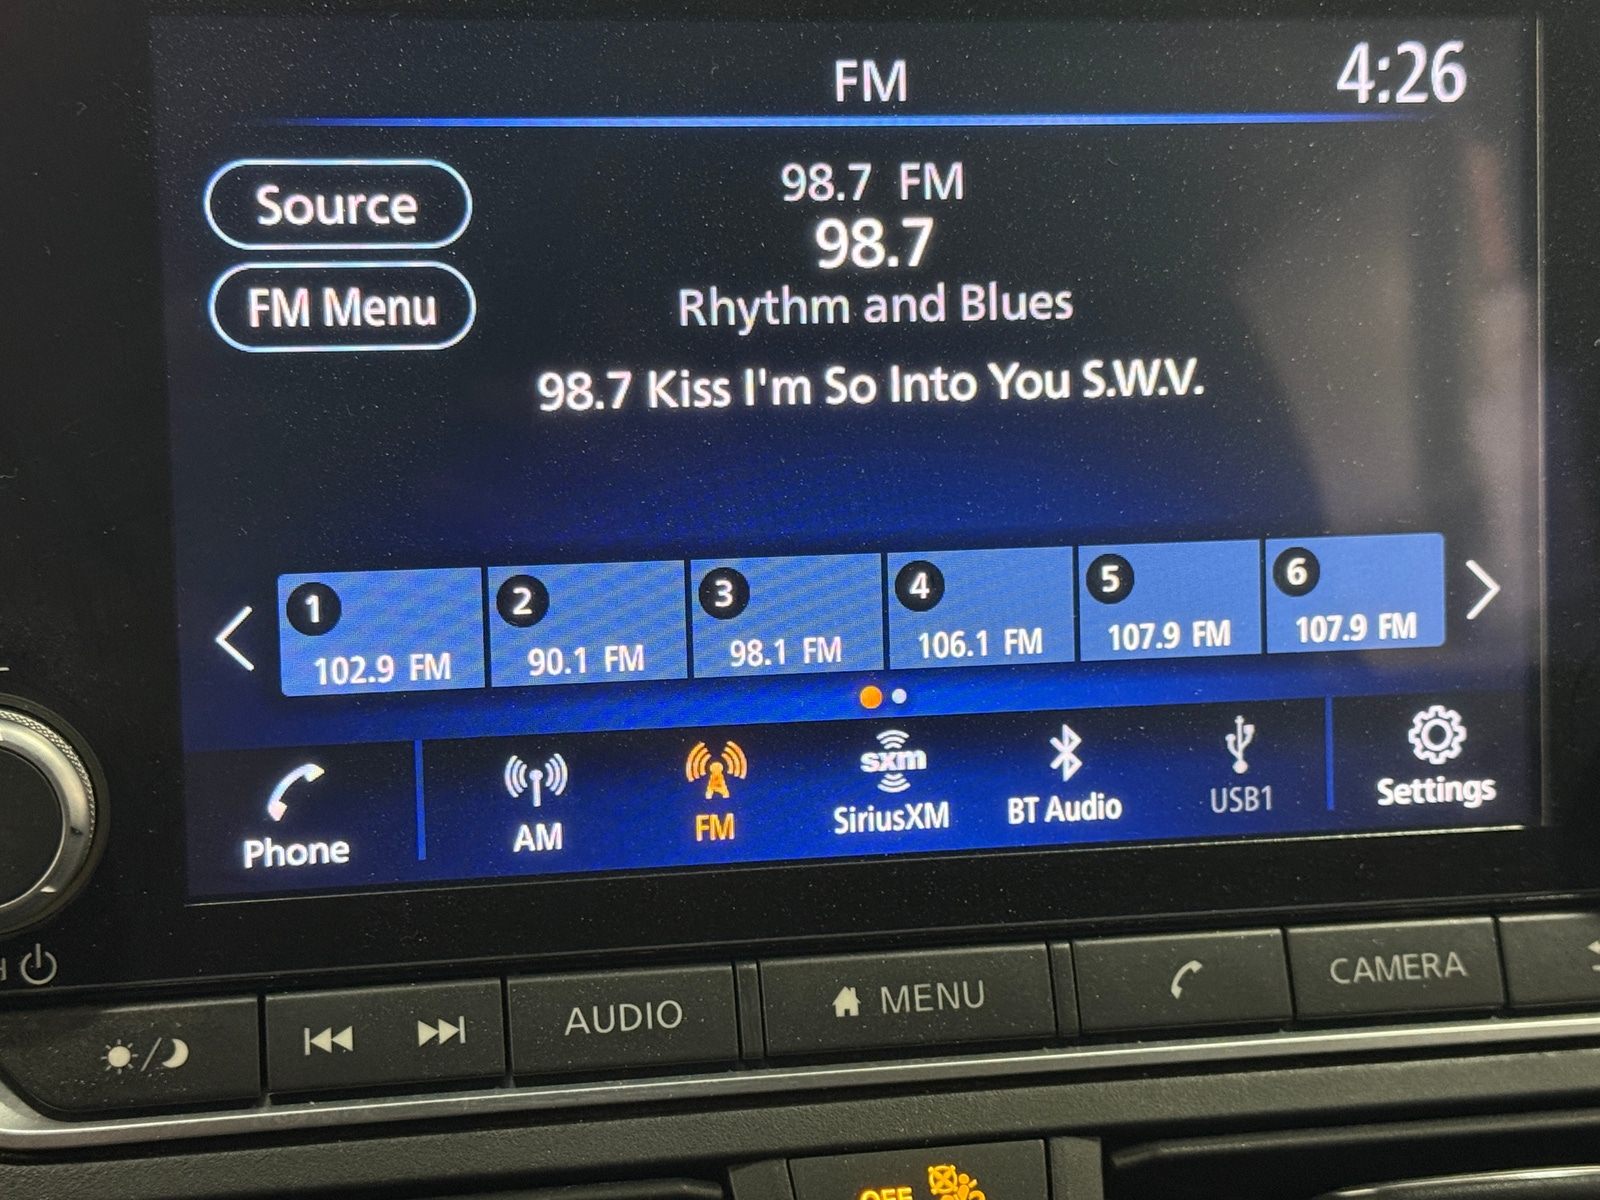 FM
4:26
Source
98.7 FM
98.7
FM Menu
Rhythm and Blues
98.7 Kiss I'm So Into You S.W.V.
1
2
3
4
5
6
102.9 FM
90.1 FM
98.1 FM
106.1 FM
107.9 FM
107.9 FM
Phone
AM
FM
sxm
SiriusXM
BT Audio
USB1
Settings
AUDIO
MENU
CAMERA
OFF